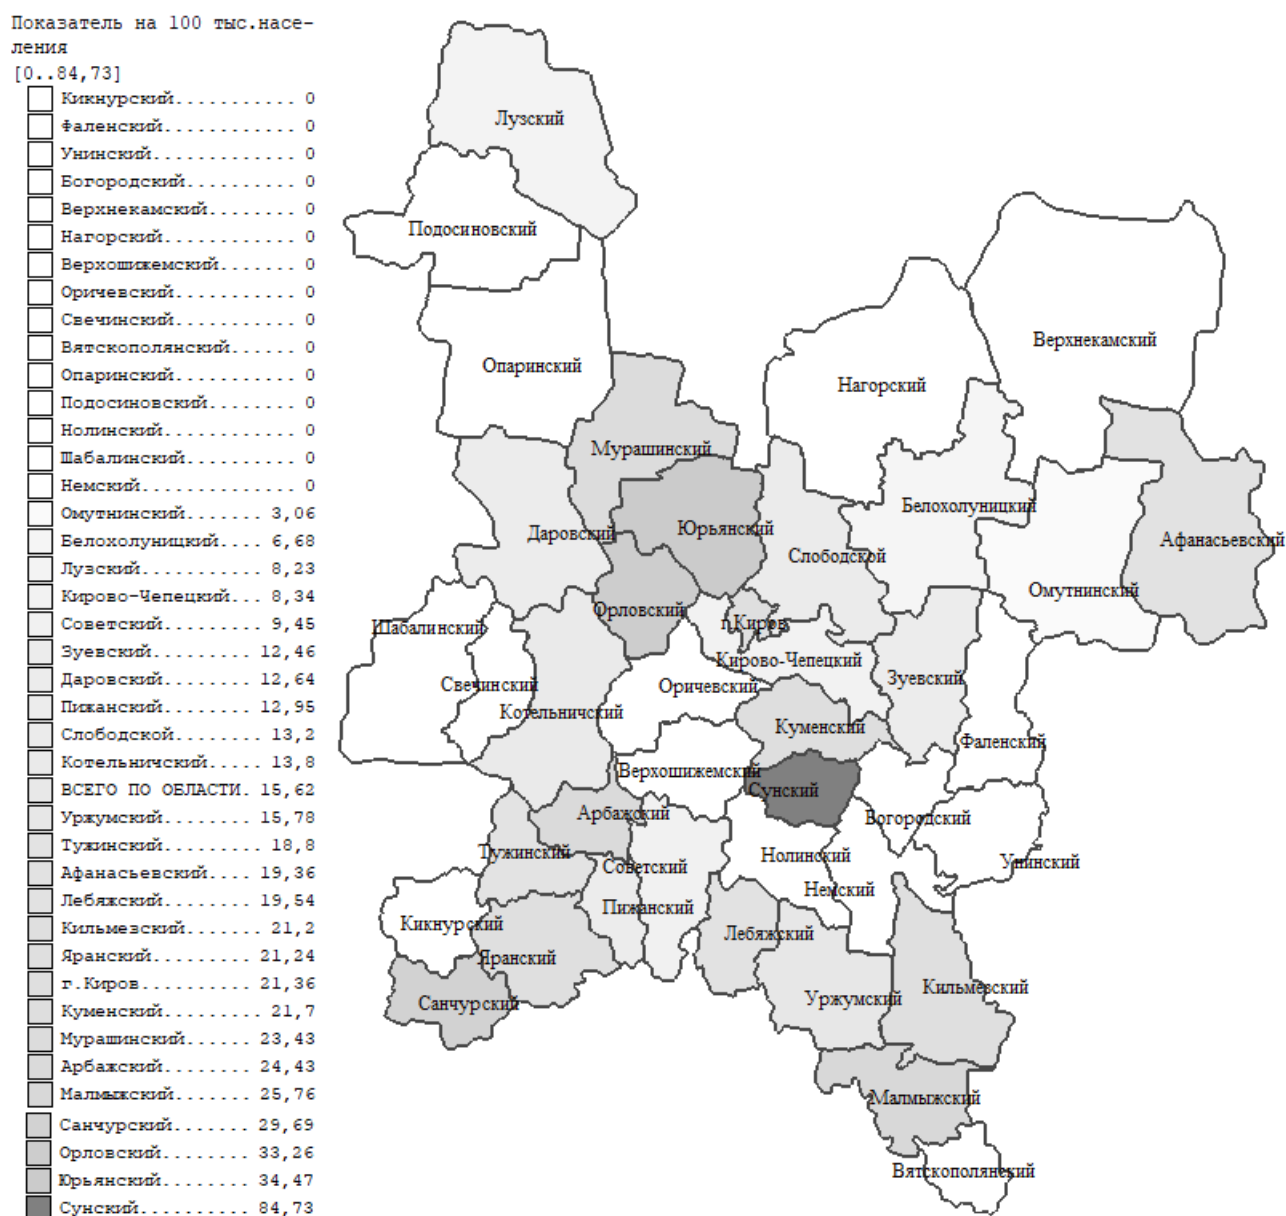 Показатель на 100 тыс.насе-
ления
[0..84,73]
Кикнурский........... 0
Фаленский............ 0
Унинский............. 0
Богородский.......... 0
Верхнекамский........ 0
Нагорский............ 0
Верхошижемский....... 0
Оричевский........... 0
Свечинский........... 0
Вятскополянский...... 0
Опаринский........... 0
Подосиновский........ 0
Нолинский............ 0
Шабалинский.......... 0
Немский.............. 0
Омутнинский....... 3,06
Белохолуницкий.... 6,68
Лузский........... 8,23
Кирово-Чепецкий... 8,34
Советский......... 9,45
Зуевский......... 12,46
Даровский........ 12,64
Пижанский........ 12,95
Слободской........ 13,2
Котельничский..... 13,8
ВСЕГО ПО ОБЛАСТИ. 15,62
Уржумский........ 15,78
Тужинский......... 18,8
Афанасьевский.... 19,36
Лебяжский........ 19,54
Кильмезский....... 21,2
Яранский......... 21,24
г.Киров.......... 21,36
Куменский......... 21,7
Мурашинский...... 23,43
Арбажский........ 24,43
Малмыжский....... 25,76
Санчурский....... 29,69
Орловский........ 33,26
Юрьянский........ 34,47
Сунский.......... 84,73
Лузский
Подосиновский
Опаринский
Верхнекамский
Нагорский
Мурашинский
Белохолуницкий
Юрьянский
Даровский
Слободской
Афанасьевский
Омутнинский
Орловский
г.Киров
Шабалинский
Кирово-Чепецкий
Свечинский
Оричевский
Зуевский
Котельничский
Куменский
Фаленский
Верхошижемский
Сунский
Арбажский
Богородский
Тужинский
Нолинский
Унинский
Советский
Немский
Пижанский
Кикнурский
Лебяжский
Яранский
Кильмезский
Санчурский
Уржумский
Малмыжский
Вятскополянский